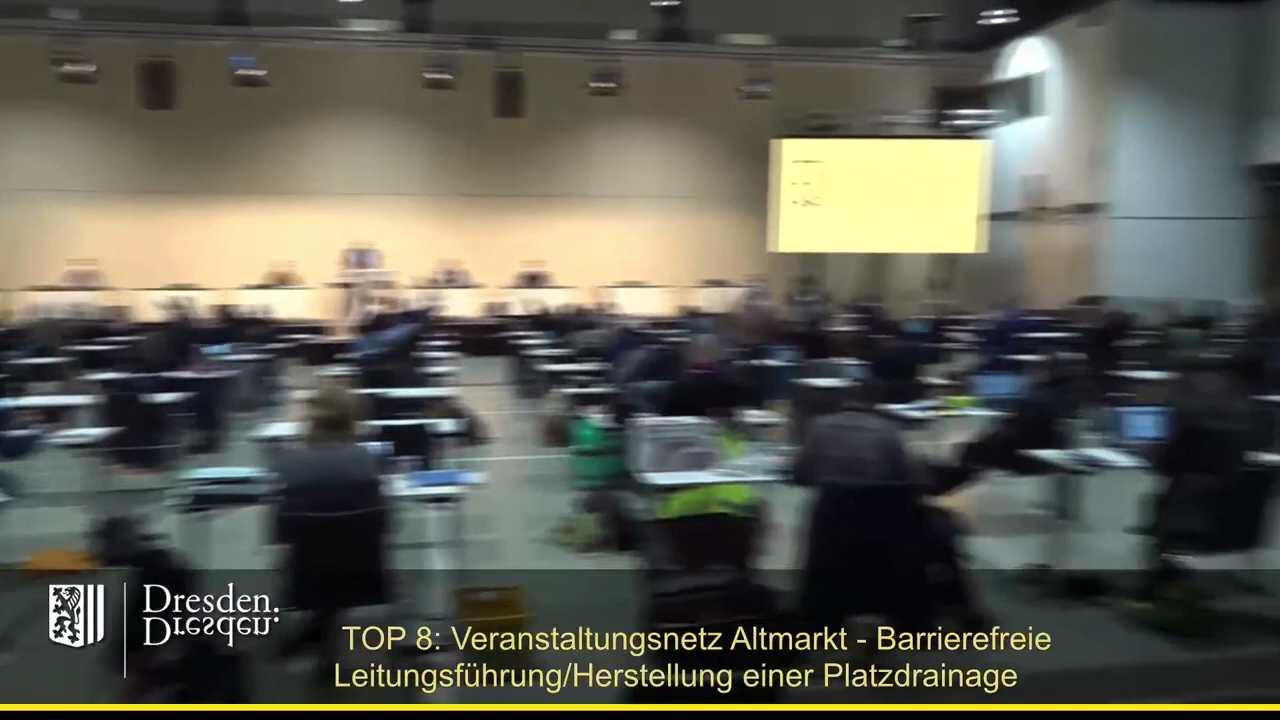 Dresden.
Dresden.
TOP 8: Veranstaltungsnetz Altmarkt - Barrierefreie
Leitungsführung/Herstellung einer Platzdrainage